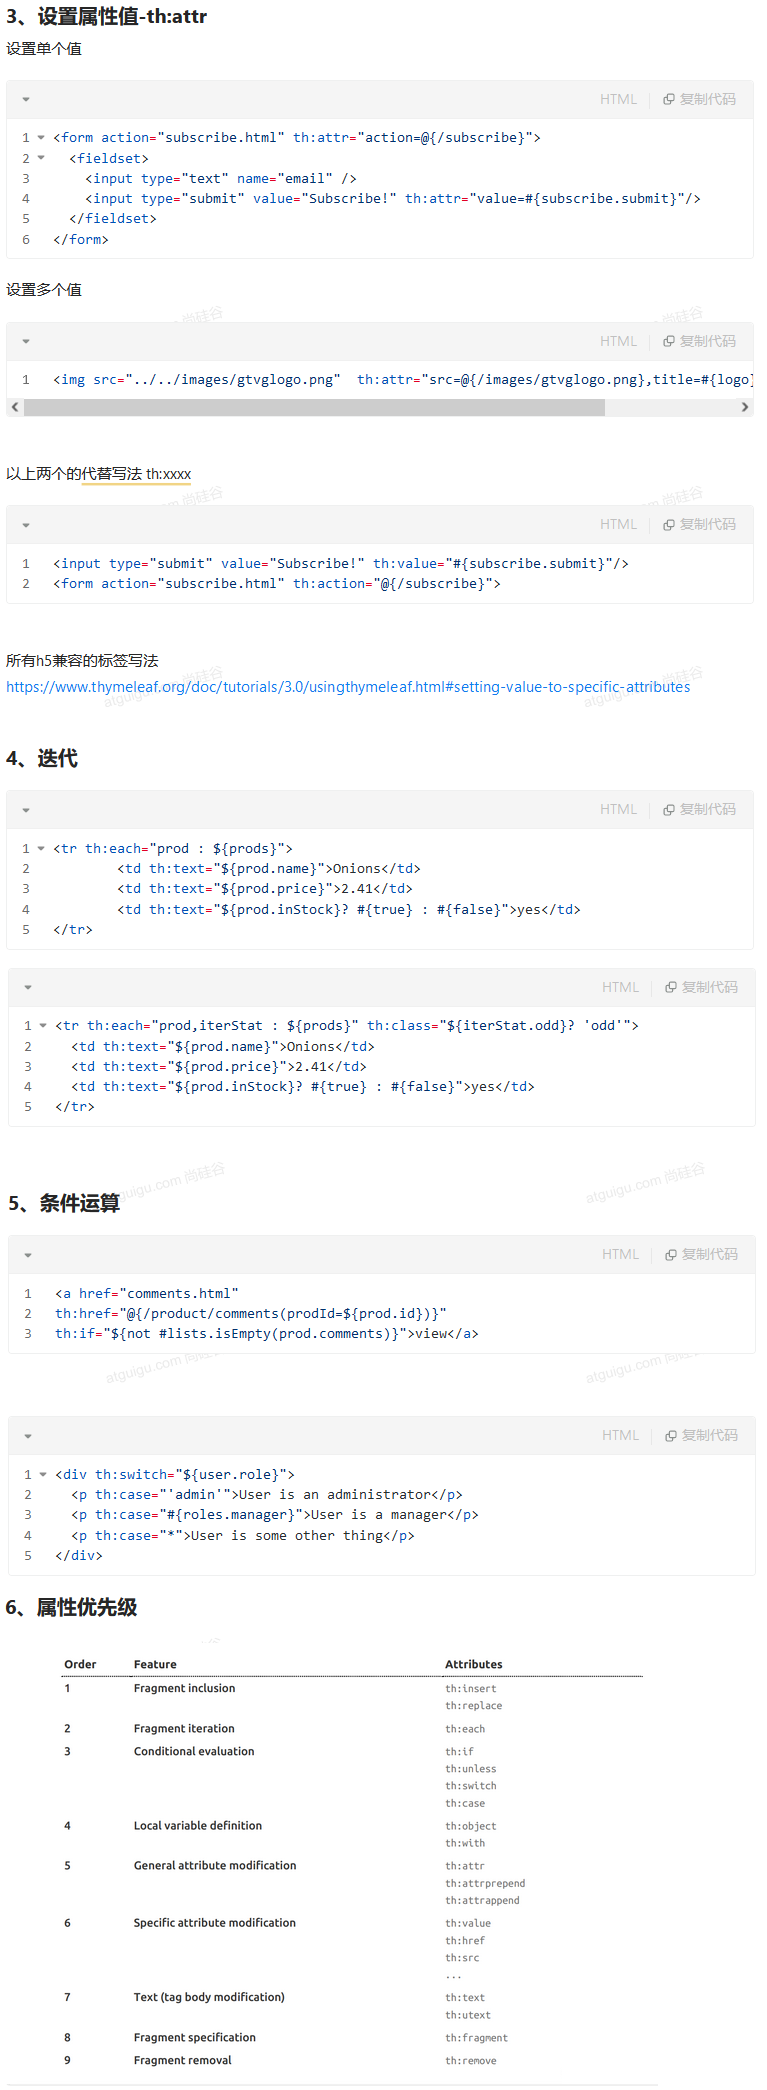 3、设置属性值-th:attr
设置单个值
HTML 复制代码
1 <form action="subscribe.html" th:attr="action=@{/subscribe}">
2 <fieldset>
3 <input type="text" name="email" />
4 <input type="submit" value="Subscribe!" th:attr="value=#{subscribe.submit}"/>
5 </fieldset>
6 </form>
设置多个值
HTML 复制代码
1 <img src="../../images/gtvglogo.png"  th:attr="src=@{/images/gtvglogo.png},title=#{logo}
以上两个的代替写法 th:xxxx
HTML 复制代码
1 <input type="submit" value="Subscribe!" th:value="#{subscribe.submit}"/>
2 <form action="subscribe.html" th:action="@{/subscribe}">
所有h5兼容的标签写法
https://www.thymeleaf.org/doc/tutorials/3.0/usingthymeleaf.html#setting-value-to-specific-attributes
4、迭代
HTML 复制代码
1 <tr th:each="prod : ${prods}">
2 <td th:text="${prod.name}">Onions</td>
3 <td th:text="${prod.price}">2.41</td>
4 <td th:text="${prod.inStock}? #{true} : #{false}">yes</td>
5 </tr>
HTML 复制代码
1 <tr th:each="prod,iterStat : ${prods}" th:class="${iterStat.odd}? 'odd'">
2 <td th:text="${prod.name}">Onions</td>
3 <td th:text="${prod.price}">2.41</td>
4 <td th:text="${prod.inStock}? #{true} : #{false}">yes</td>
5 </tr>
atguigu.com 尚硅谷
5、条件运算
HTML 复制代码
1 <a href="comments.html"
2 th:href="@{/product/comments(prodId=${prod.id})}"
3 th:if="${not #lists.isEmpty(prod.comments)}">view</a>
HTML 复制代码
1 <div th:switch="${user.role}">
2 <p th:case="'admin'">User is an administrator</p>
3 <p th:case="#{roles.manager}">User is a manager</p>
4 <p th:case="*">User is some other thing</p>
5 </div>
6、属性优先级
Order Feature Attributes
1 Fragment inclusion th:insert
th:replace
2 Fragment iteration th:each
3 Conditional evaluation th:if
th:unless
th:switch
th:case
4 Local variable definition th:object
th:with
5 General attribute modification th:attr
th:attrprepend
th:attrappend
6 Specific attribute modification th:value
th:href
th:src
...
7 Text (tag body modification) th:text
th:utext
8 Fragment specification th:fragment
9 Fragment removal th:remove